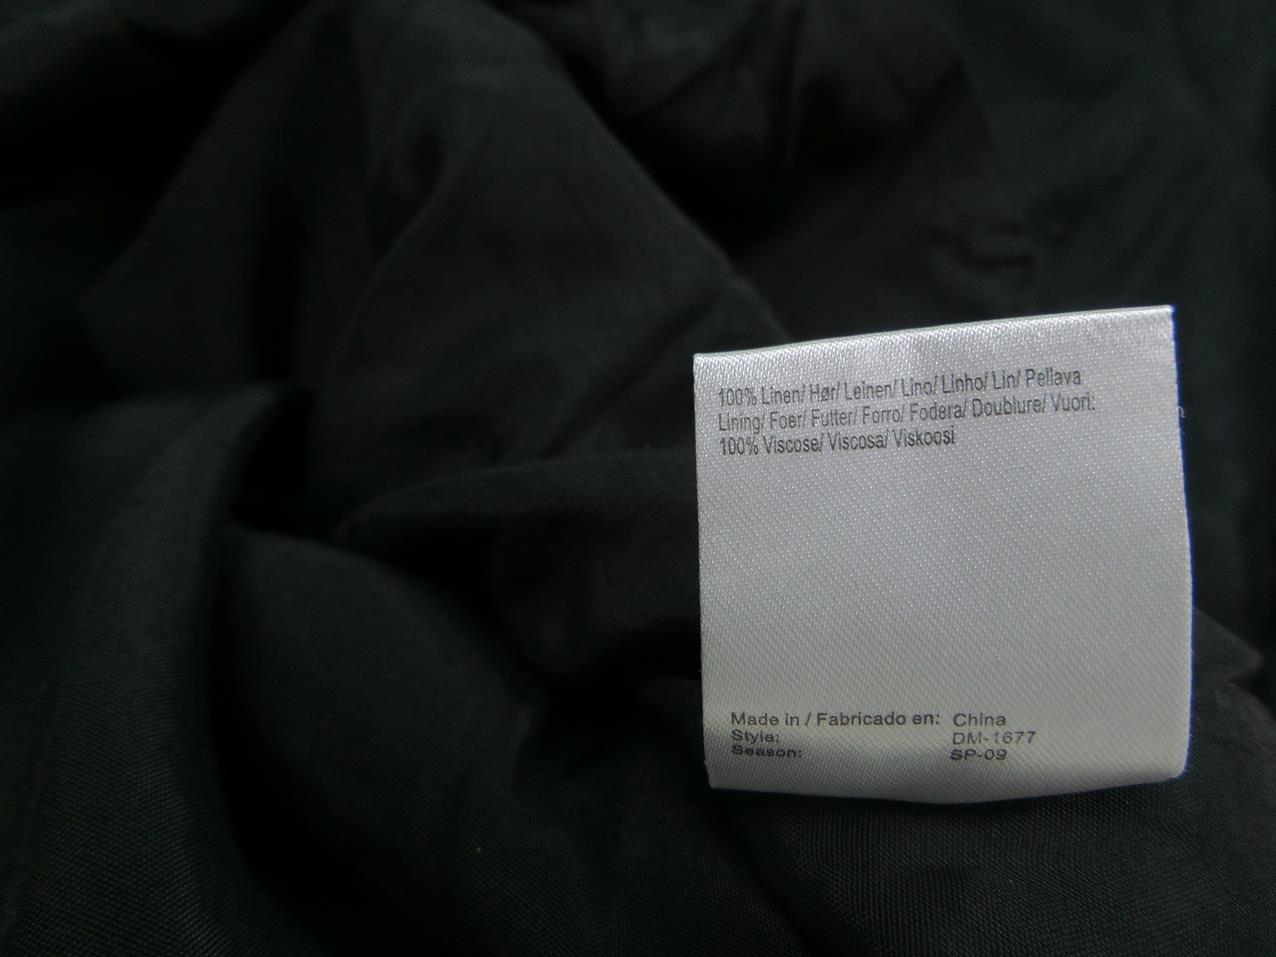 100% Linen/ Hør/ Leinen/ Lino/ Linho/ Lin/ Pellava
Lining/ Foer/ Futter/ Forro/ Fodera/ Doublure/ Vuori:
100% Viscose/ Viscosa/ Viskoosi
Made in / Fabricado en: China
Style: DM-1677
Season: SP-09